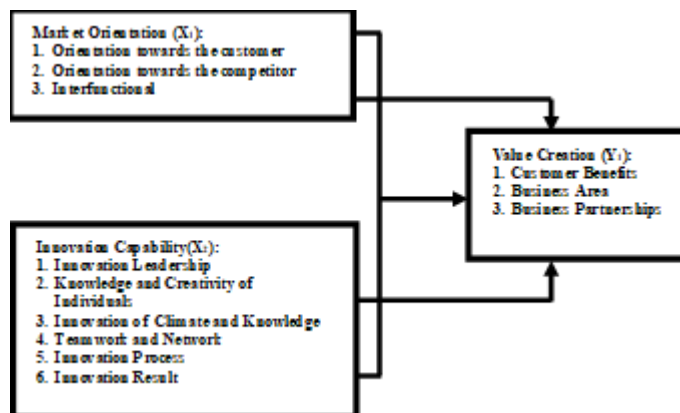 Market Orientation (X₁):
1. Orientation towards the customer
2. Orientation towards the competitor
3. Interfunctional
Value Creation (Y₁):
1. Customer Benefits
2. Business Area
3. Business Partnerships
Innovation Capability(X₂):
1. Innovation Leadership
2. Knowledge and Creativity of
Individuals
3. Innovation of Climate and Knowledge
4. Teamwork and Network
5. Innovation Process
6. Innovation Result